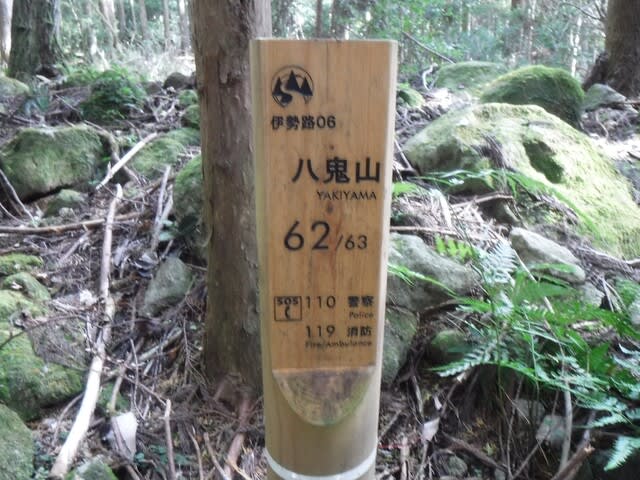 伊勢路06
八鬼山
YAKIYAMA
62/63
SOS 110 警察
Police
119 消防
Fire/Ambulance